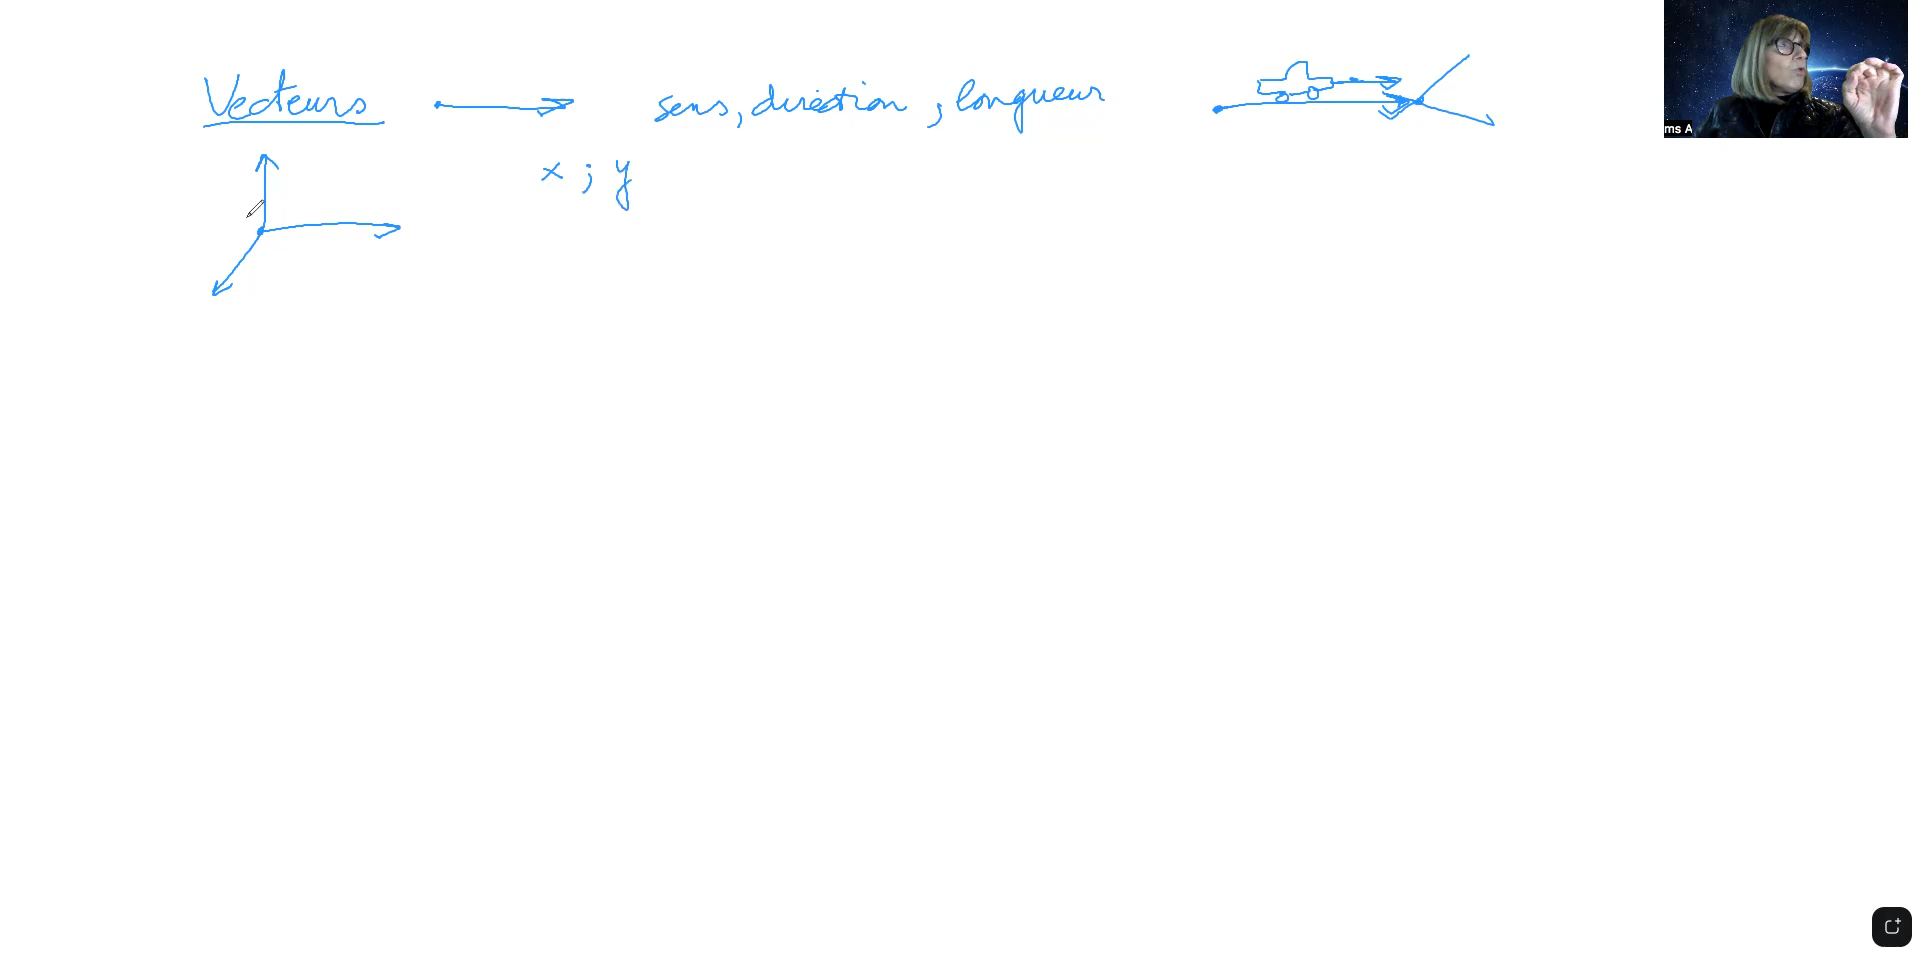 Vecteurs sens, direction, longueur
x ; y
ms A